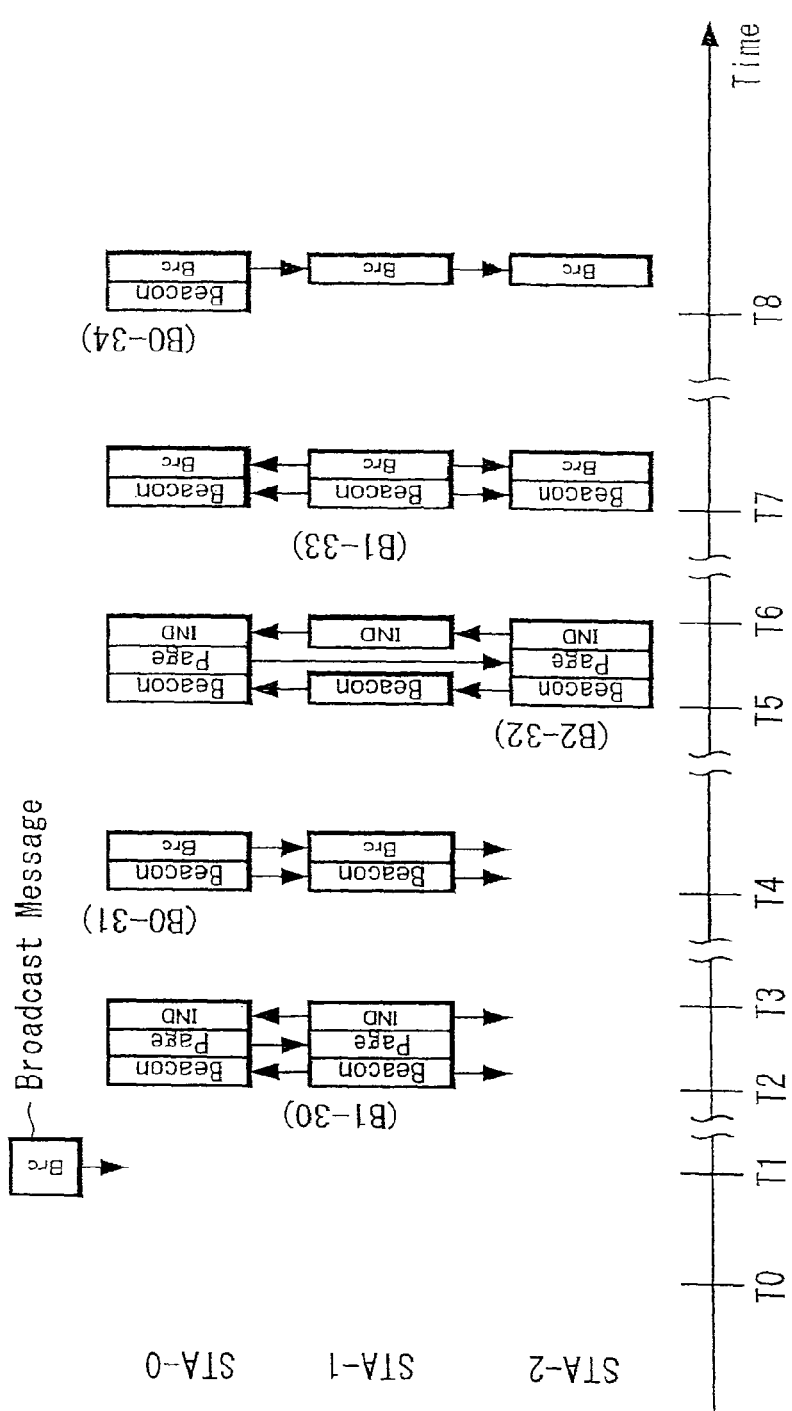 Broadcast Message
Brc
STA-0
Beacon
Page
IND
(B0-31)
Beacon
Brc
Beacon
Page
IND
Beacon
Brc
(B0-34)
Beacon
Brc
STA-1
(B1-30)
Beacon
Page
IND
Beacon
Brc
Beacon
IND
(B1-33)
Beacon
Brc
Brc
STA-2
(B2-32)
Beacon
Page
IND
Beacon
Brc
Brc
T0 T1 T2 T3 T4 T5 T6 T7 T8
Time